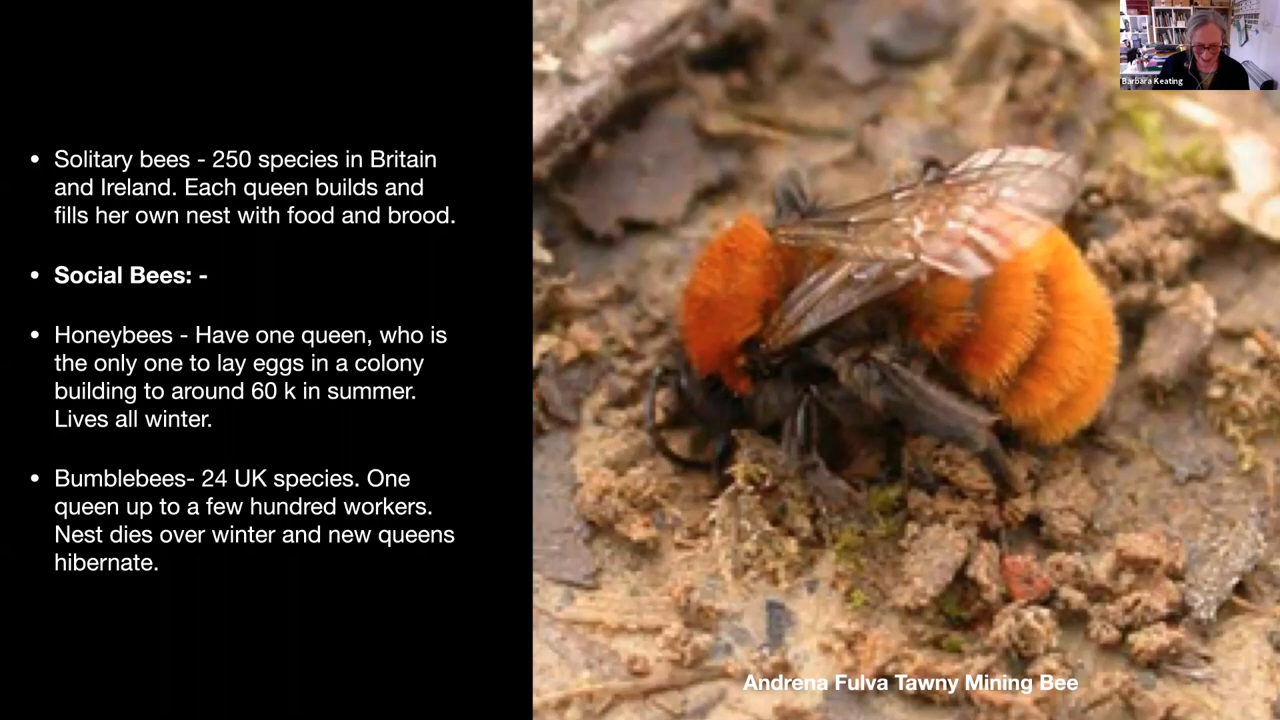 • Solitary bees - 250 species in Britain
and Ireland. Each queen builds and
fills her own nest with food and brood.
• Social Bees: -
• Honeybees - Have one queen, who is
the only one to lay eggs in a colony
building to around 60 k in summer.
Lives all winter.
• Bumblebees- 24 UK species. One
queen up to a few hundred workers.
Nest dies over winter and new queens
hibernate.
Andrena Fulva Tawny Mining Bee
Barbara Keating